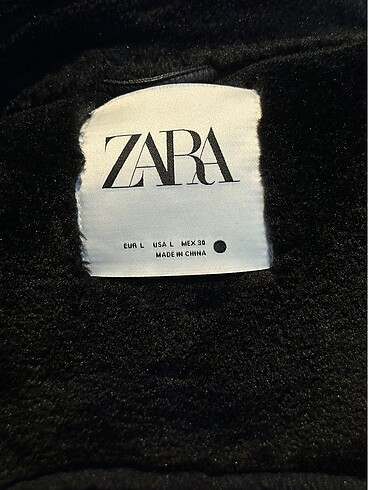 ZARA
EUR L USA L MEX 30
MADE IN CHINA